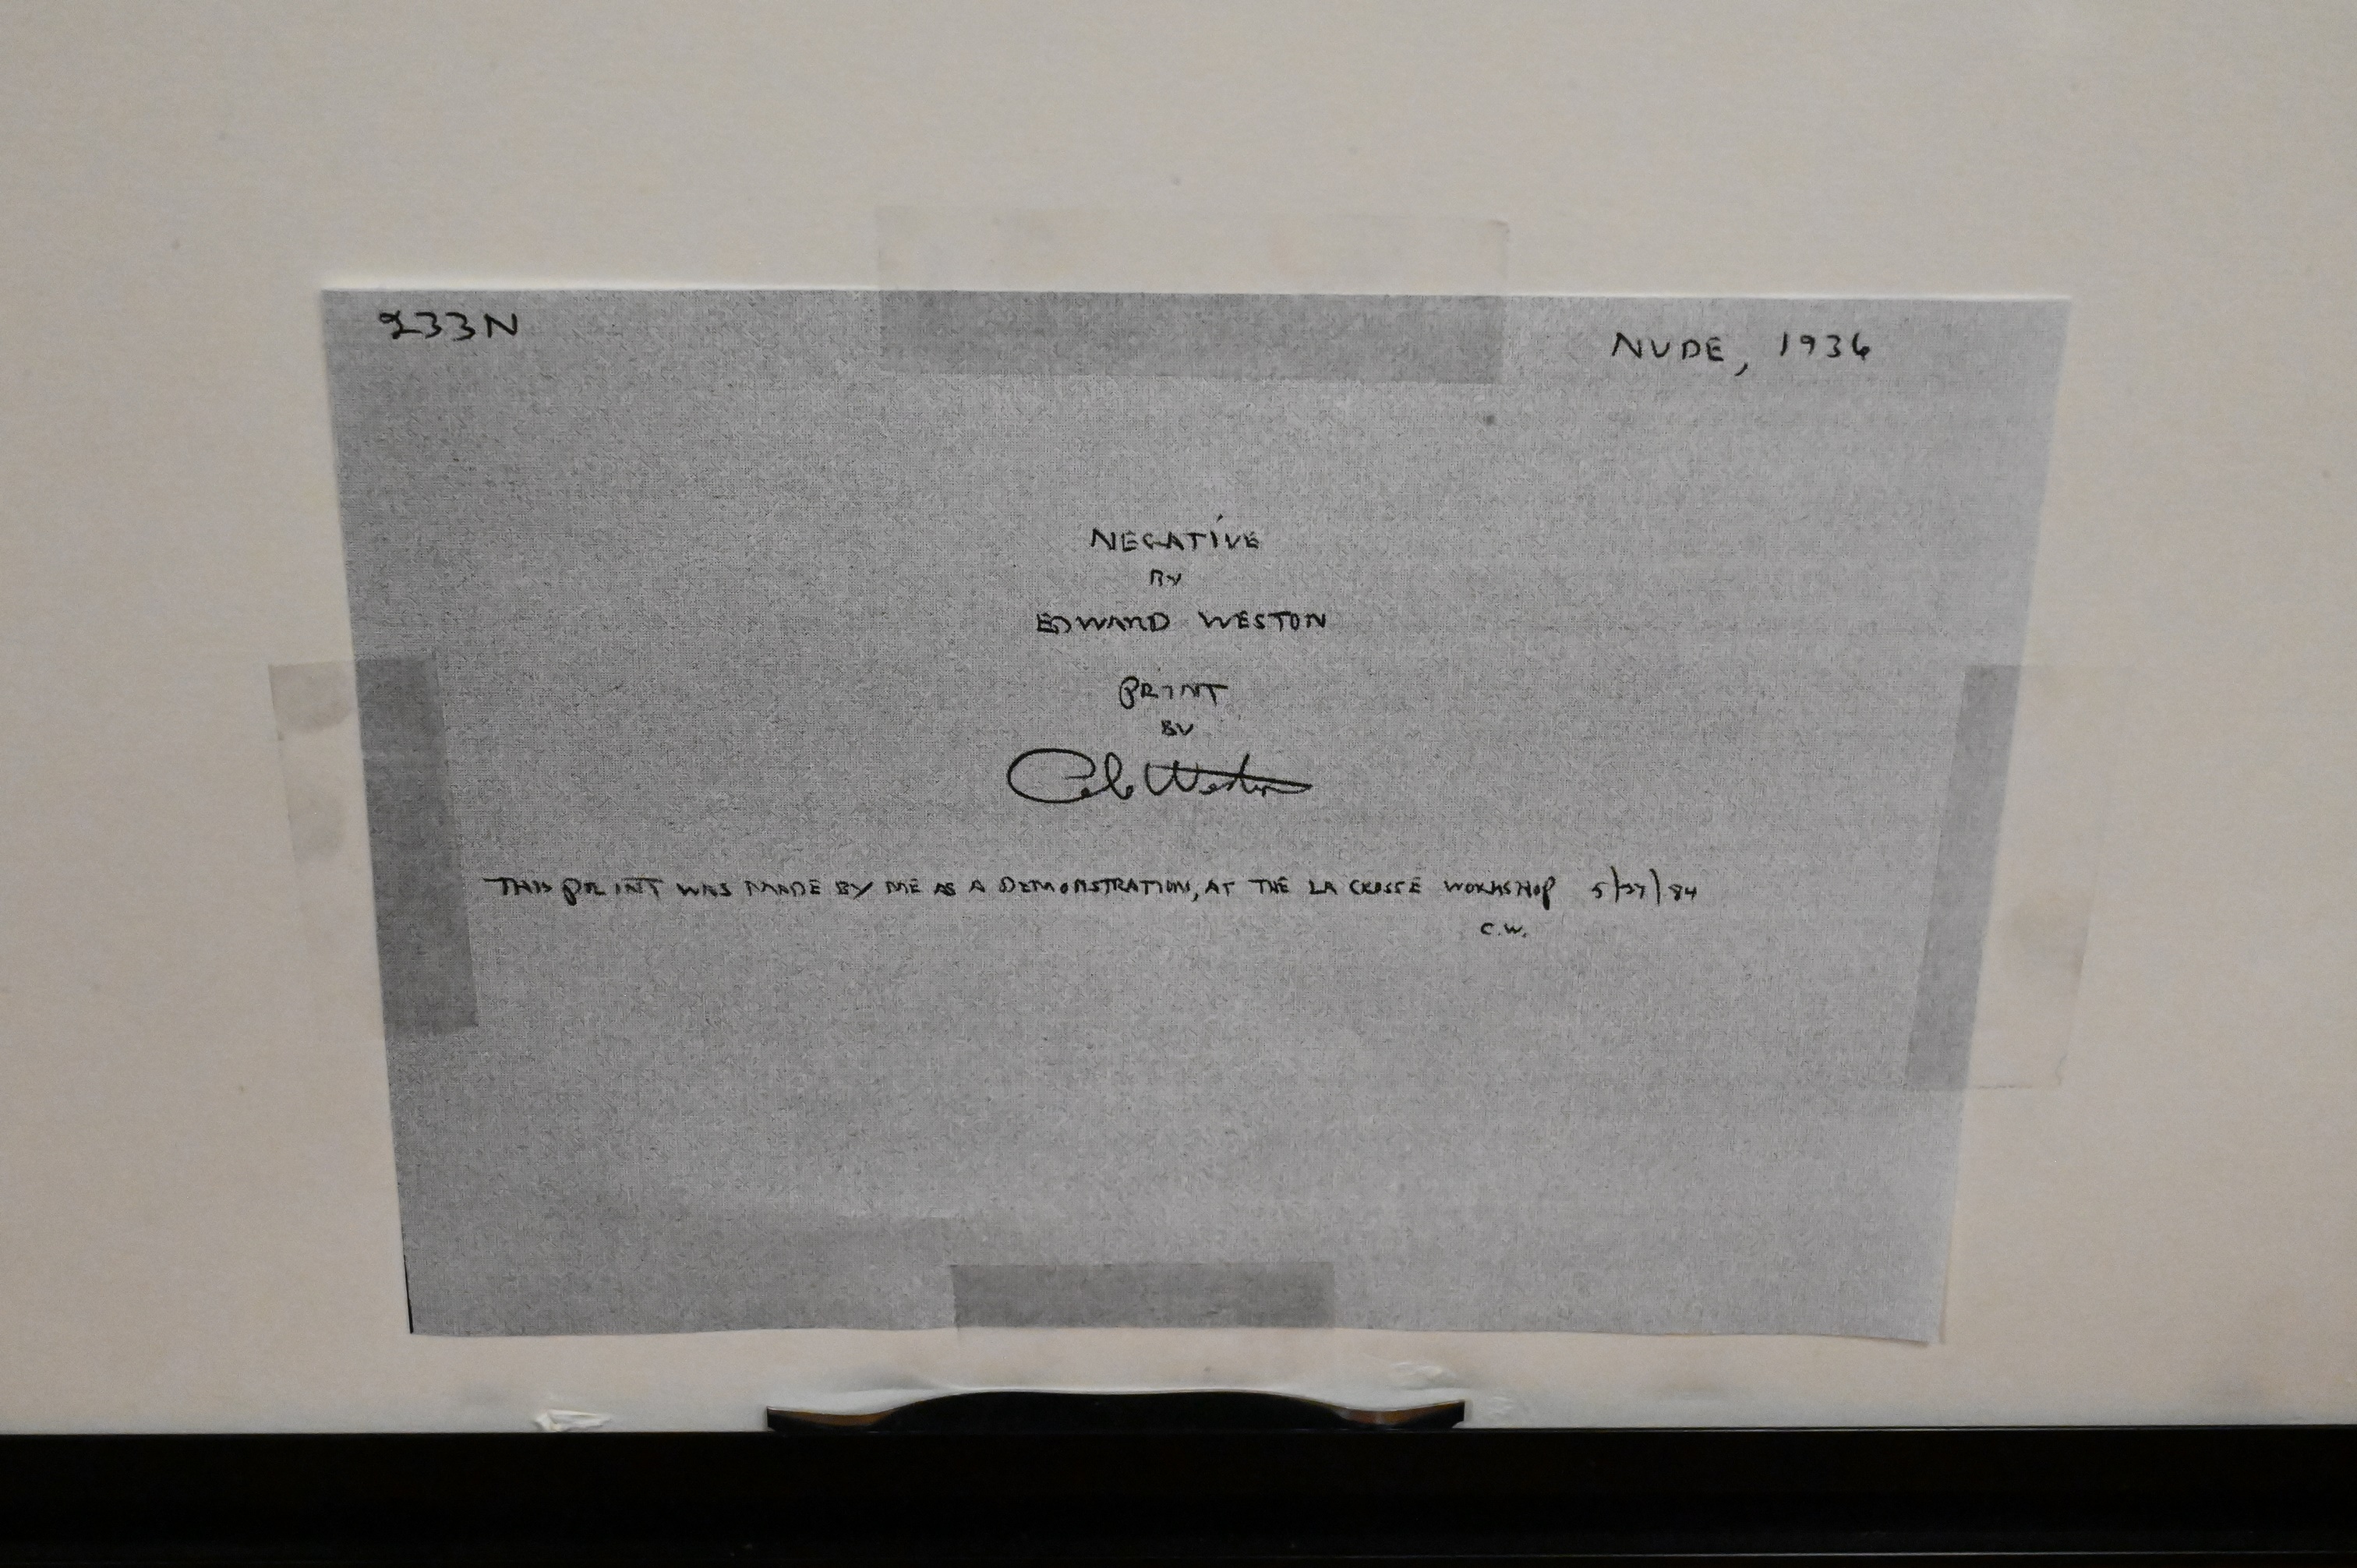 233N
NUDE, 1936
NEGATIVE
BY
EDWARD WESTON
PRINT
BY
Cole Weston
THIS PRINT WAS MADE BY ME AS A DEMONSTRATION, AT THE LA CROSSE WORKSHOP 5/27/84
C.W.